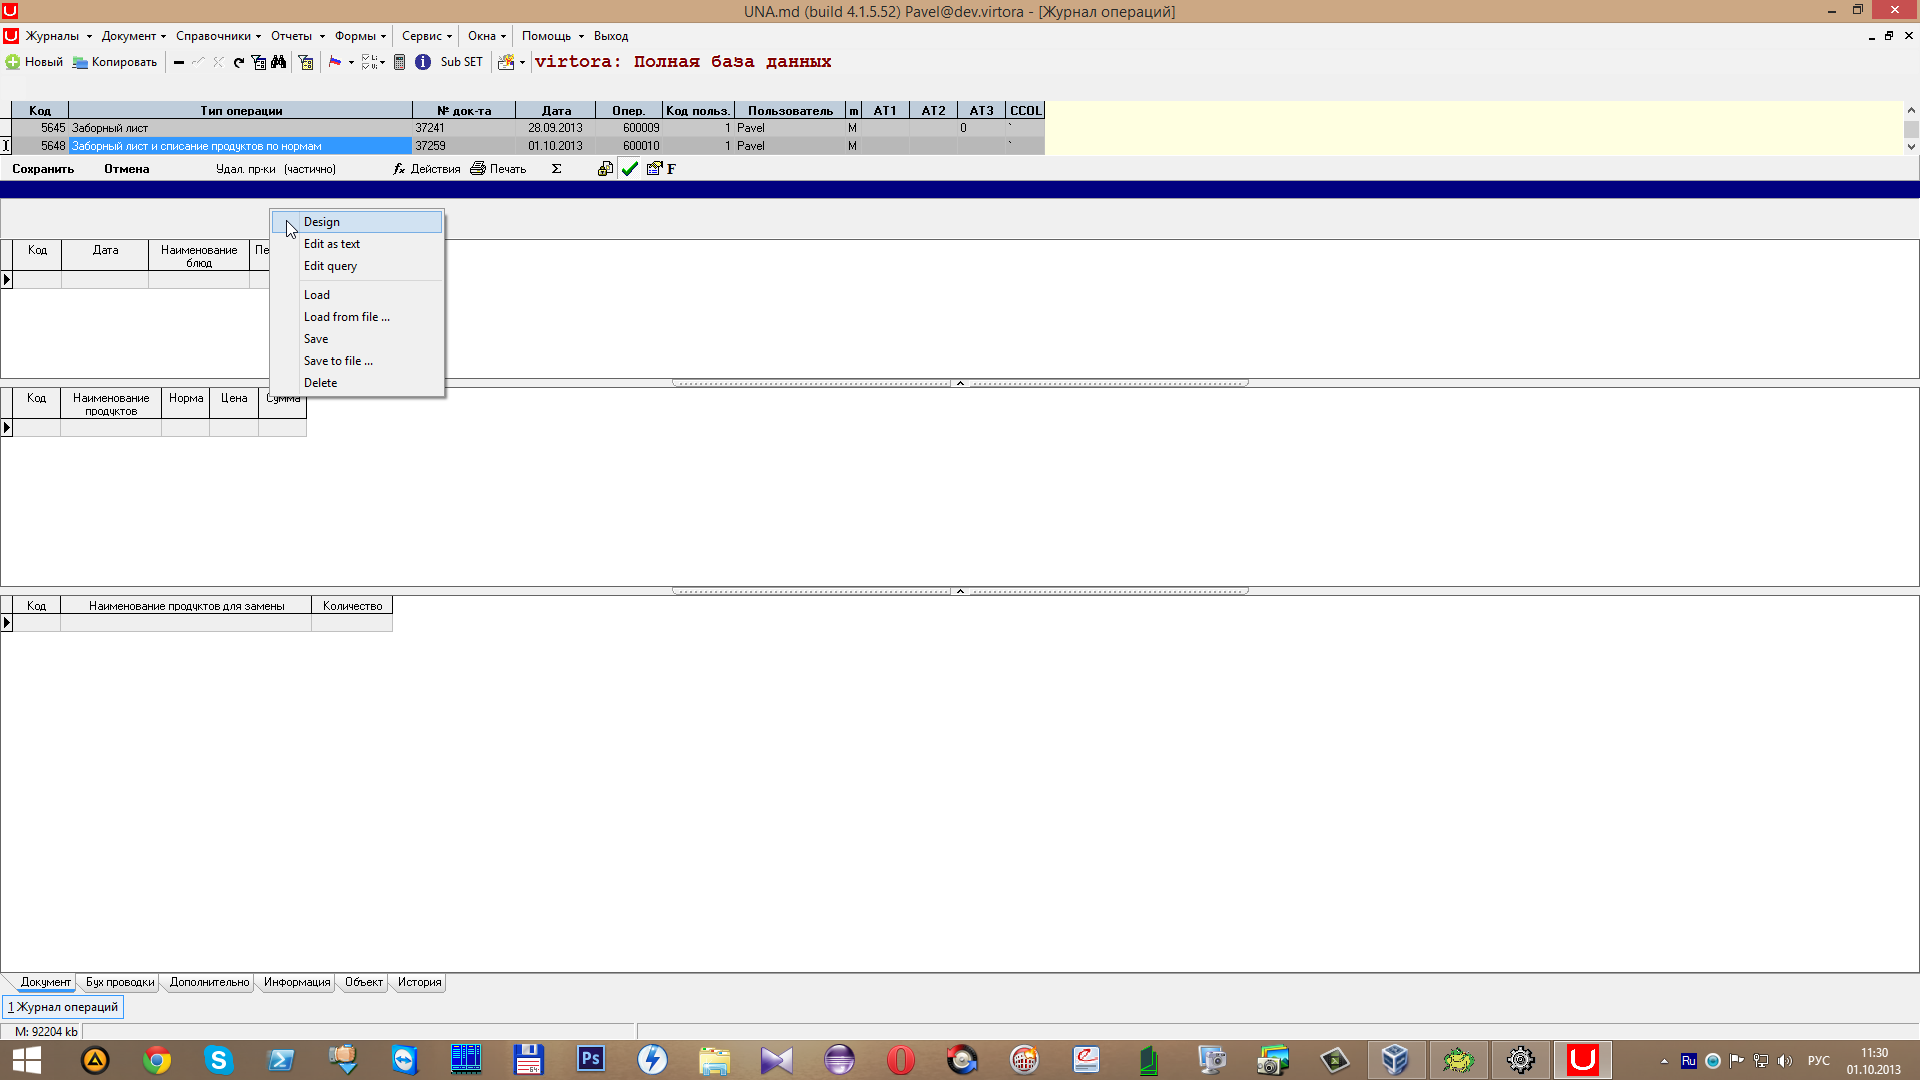 UNA.md (build 4.1.5.52) Pavel@dev.virtora - [Журнал операций]
Журналы Документ Справочники Отчеты Формы Сервис Окна Помощь Выход
Новый Копировать Sub SET virtora: Полная база данных
Код Тип операции № док-та Дата Опер. Код польз. Пользователь m AT1 AT2 AT3 CCOL
5645 Заборный лист 37241 28.09.2013 600009 1 Pavel M 0 `
5648 Заборный лист и списание продуктов по нормам 37259 01.10.2013 600010 1 Pavel M `
Сохранить Отмена Удал. пр-ки (частично) fx Действия Печать Σ F
Design
Edit as text
Edit query
Load
Load from file ...
Save
Save to file ...
Delete
Код Дата Наименование блюд Пе
Код Наименование продуктов Норма Цена Сумма
Код Наименование продуктов для замены Количество
Документ Бух проводки Дополнительно Информация Объект История
1 Журнал операций
M: 92204 kb
Ps Ru РУС 11:30
01.10.2013